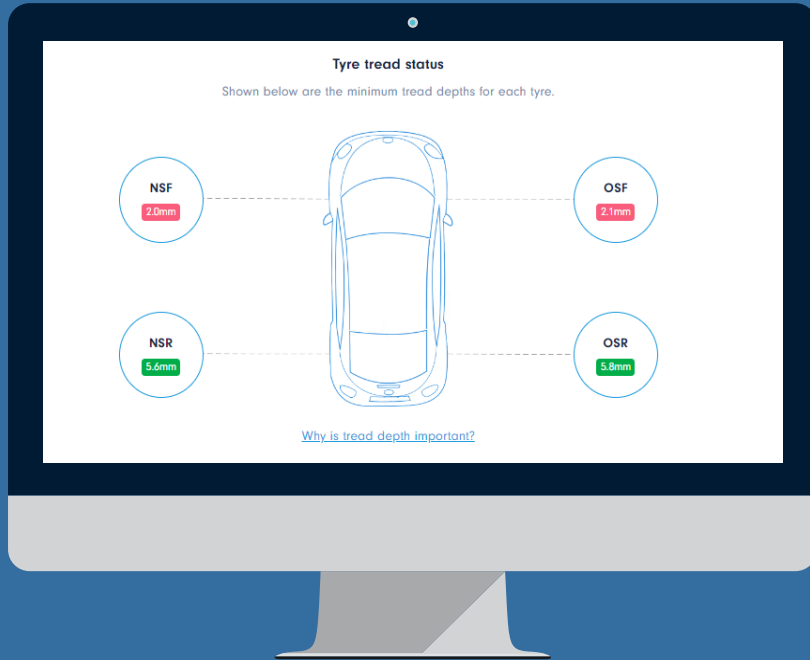 Tyre tread status
Shown below are the minimum tread depths for each tyre.
NSF
2.0mm
OSF
2.1mm
NSR
5.6mm
OSR
5.8mm
Why is tread depth important?